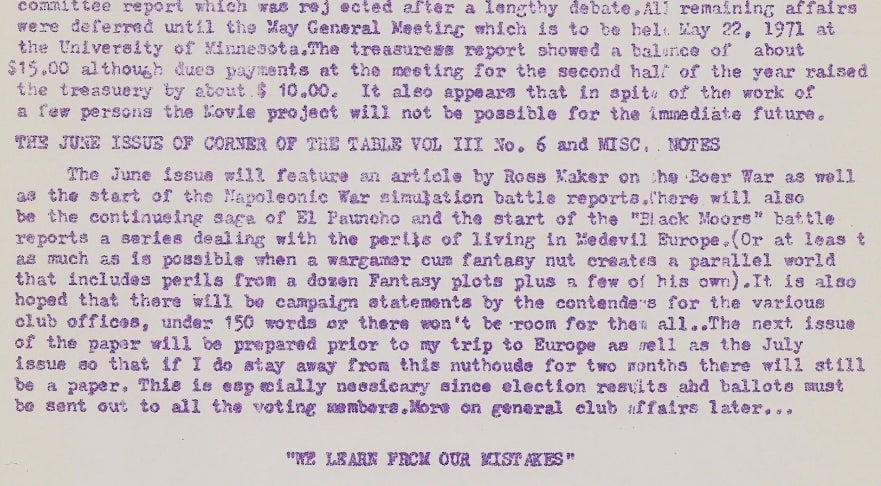 committee report which was rej ected after a lengthy debate.All remaining affairs
were deferred until the May General Meeting which is to be held May 22, 1971 at
the University of Minnesota.The treasuress report showed a balance of about
$15.00 although dues payments at the meeting for the second half of the year raised
the treasuery by about $ 10.00. It also appears that in spite of the work of
a few persons the Movie project will not be possible for the immediate future.
THE JUNE ISSUE OF CORNER OF THE TABLE VOL III No. 6 and MISC. NOTES
The June issue will feature an article by Ross Maker on the Boer War as well
as the start of the Napoleonic War simulation battle reports.There will also
be the continueing saga of El Pauncho and the start of the "Black Moors" battle
reports a series dealing with the perils of living in Medevil Europe.(Or at leas t
as much as is possible when a wargamer cum fantasy nut creates a parallel world
that includes perils from a dozen Fantasy plots plus a few of his own).It is also
hoped that there will be campaign statements by the contenders for the various
club offices, under 150 words or there won't be room for them all..The next issue
of the paper will be prepared prior to my trip to Europe as well as the July
issue so that if I do stay away from this nuthoude for two months there will still
be a paper. This is especially nessicary since election results ahd ballots must
be sent out to all the voting members.More on general club affairs later...
"WE LEARN FROM OUR MISTAKES"